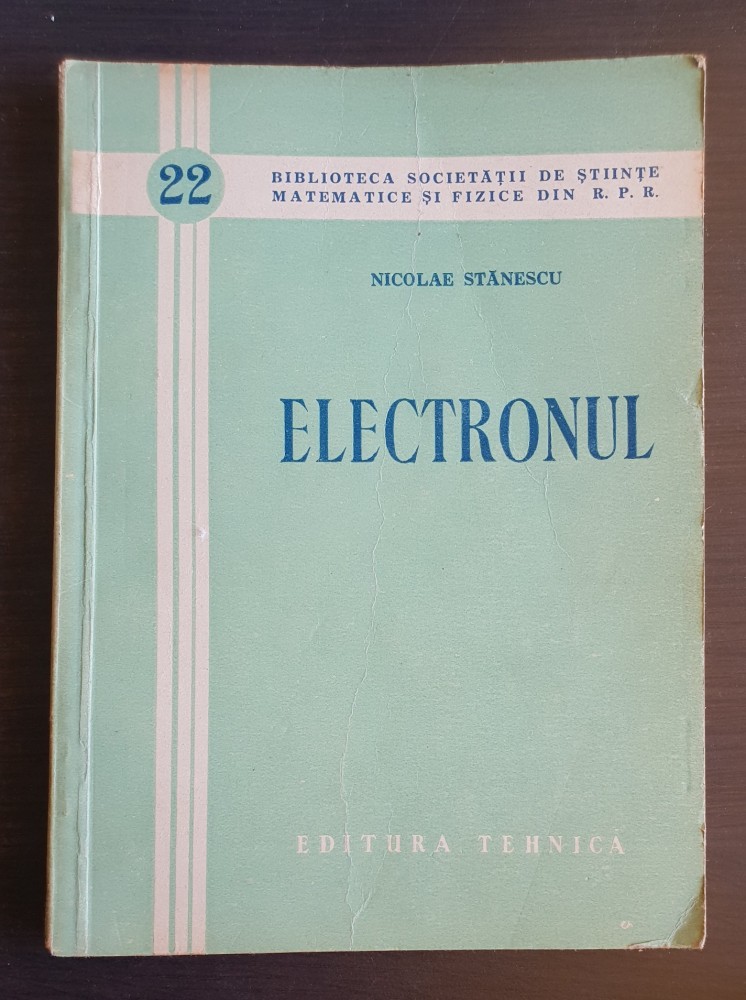 22
BIBLIOTECA SOCIETĂȚII DE ȘTIINȚE
MATEMATICE ȘI FIZICE DIN R. P. R.
NICOLAE STĂNESCU
ELECTRONUL
EDITURA TEHNICĂ